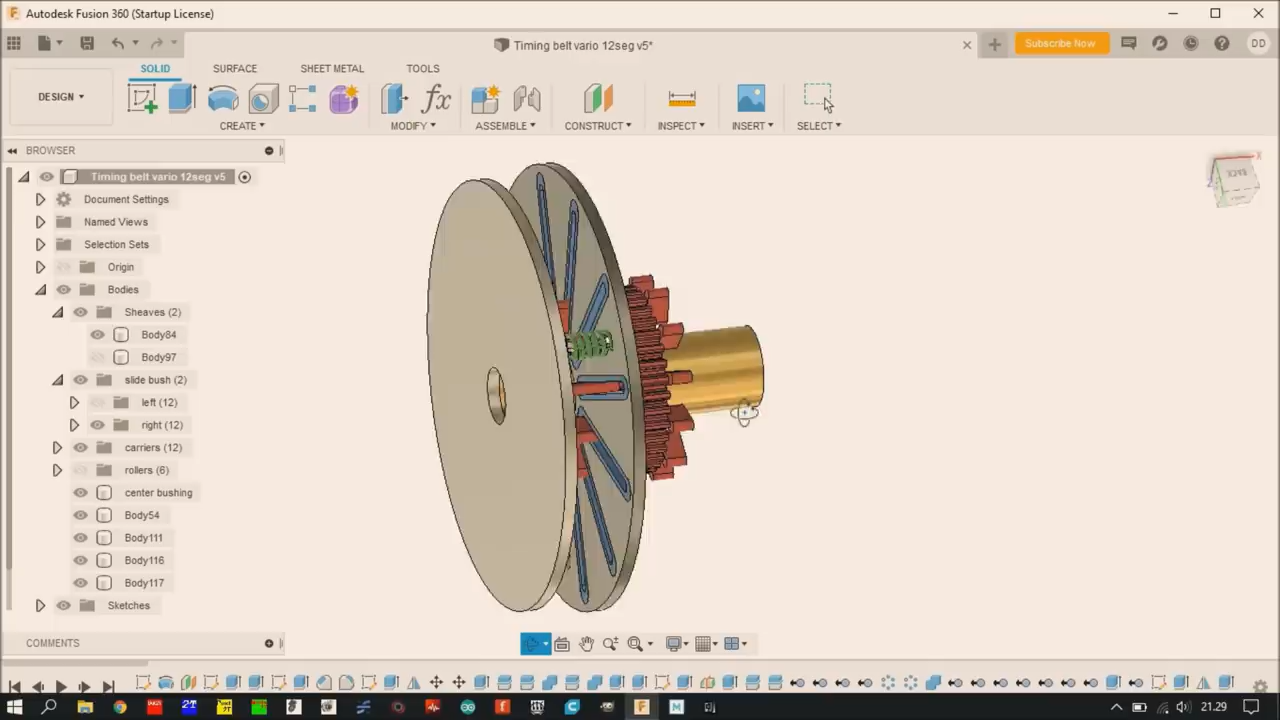 Autodesk Fusion 360 (Startup License)
Timing belt vario 12seg v5*
Subscribe Now
DD
SOLID SURFACE SHEET METAL TOOLS
DESIGN
CREATE MODIFY ASSEMBLE CONSTRUCT INSPECT INSERT SELECT
BROWSER
Timing belt vario 12seg v5
Document Settings
Named Views
Selection Sets
Origin
Bodies
Sheaves (2)
Body84
Body97
slide bush (2)
left (12)
right (12)
carriers (12)
rollers (6)
center bushing
Body54
Body111
Body116
Body117
Sketches
COMMENTS
21.29